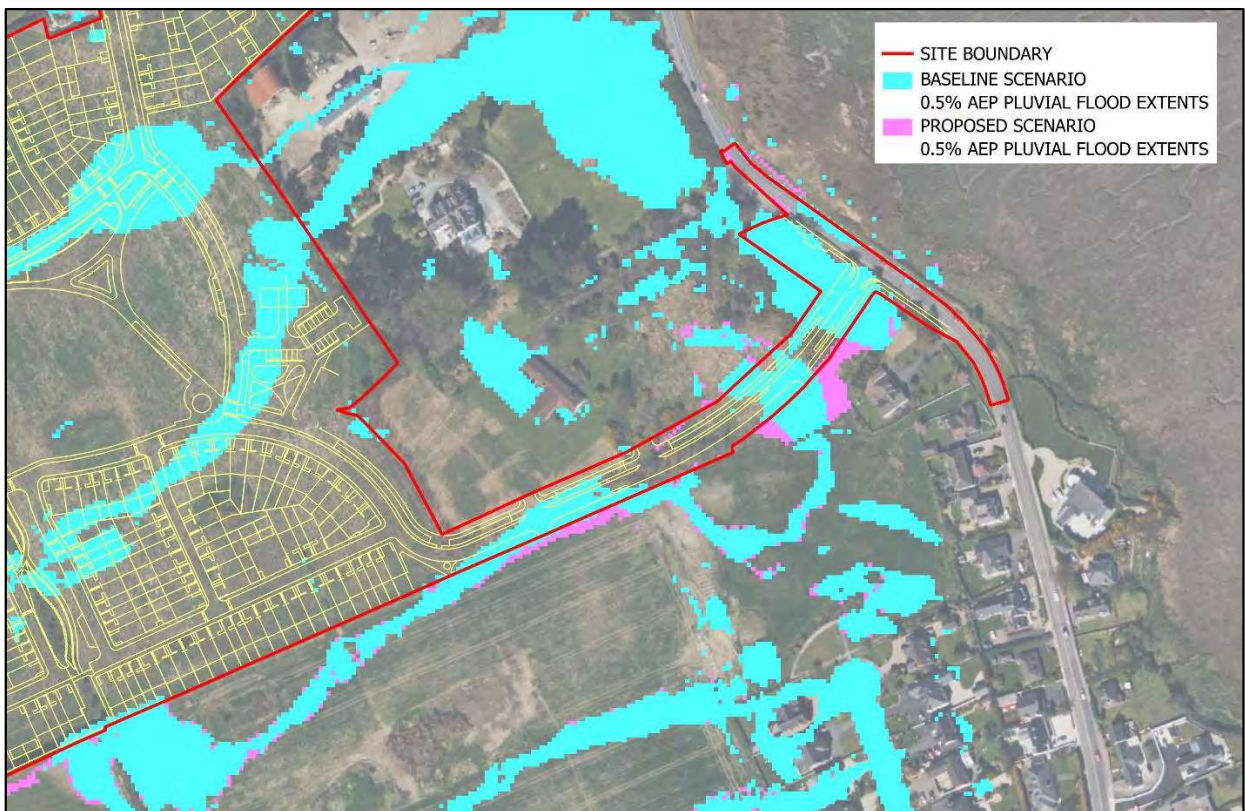 SITE BOUNDARY
BASELINE SCENARIO
0.5% AEP PLUVIAL FLOOD EXTENTS
PROPOSED SCENARIO
0.5% AEP PLUVIAL FLOOD EXTENTS